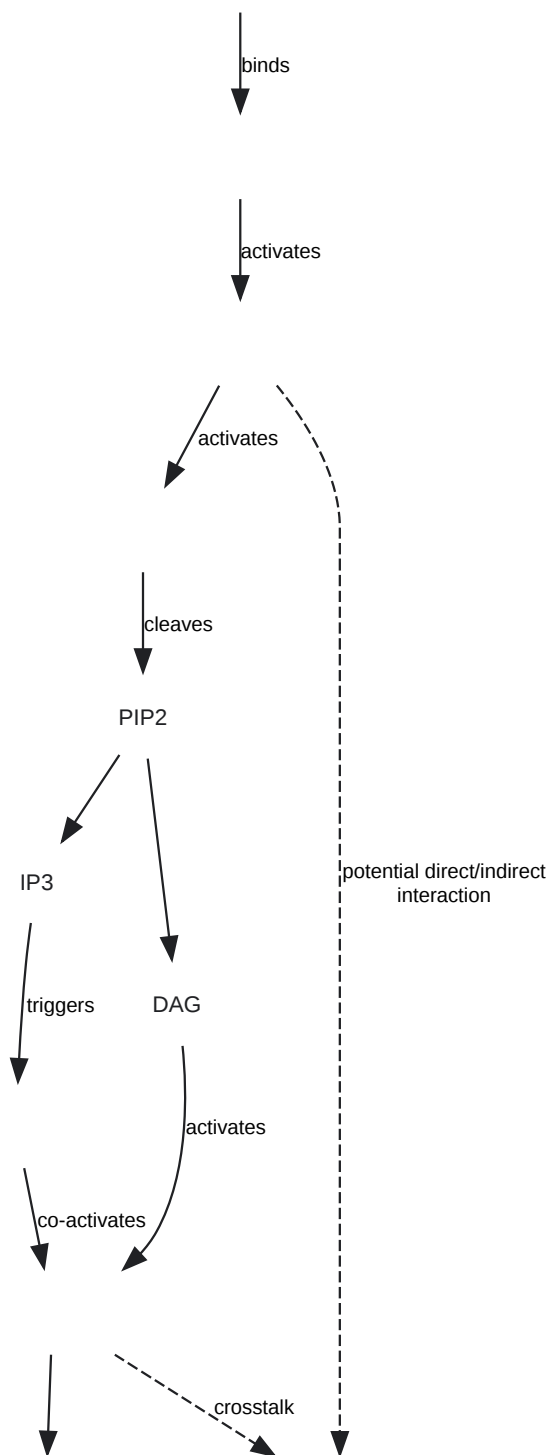 binds
activates
activates
cleaves
PIP2
potential direct/indirect
interaction
IP3
triggers
DAG
activates
co-activates
crosstalk